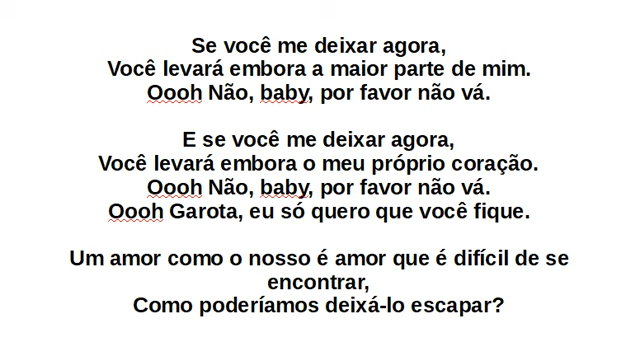 Se você me deixar agora,
Você levará embora a maior parte de mim.
Oooh Não, baby, por favor não vá.
E se você me deixar agora,
Você levará embora o meu próprio coração.
Oooh Não, baby, por favor não vá.
Oooh Garota, eu só quero que você fique.
Um amor como o nosso é amor que é difícil de se
encontrar,
Como poderíamos deixá-lo escapar?